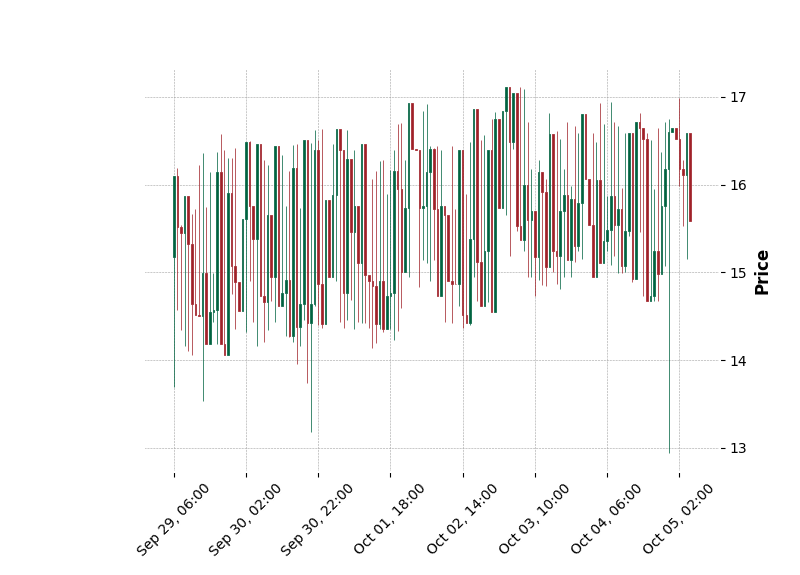 17
16
15
14
13
Price
Sep 29, 06:00
Sep 30, 02:00
Sep 30, 22:00
Oct 01, 18:00
Oct 02, 14:00
Oct 03, 10:00
Oct 04, 06:00
Oct 05, 02:00